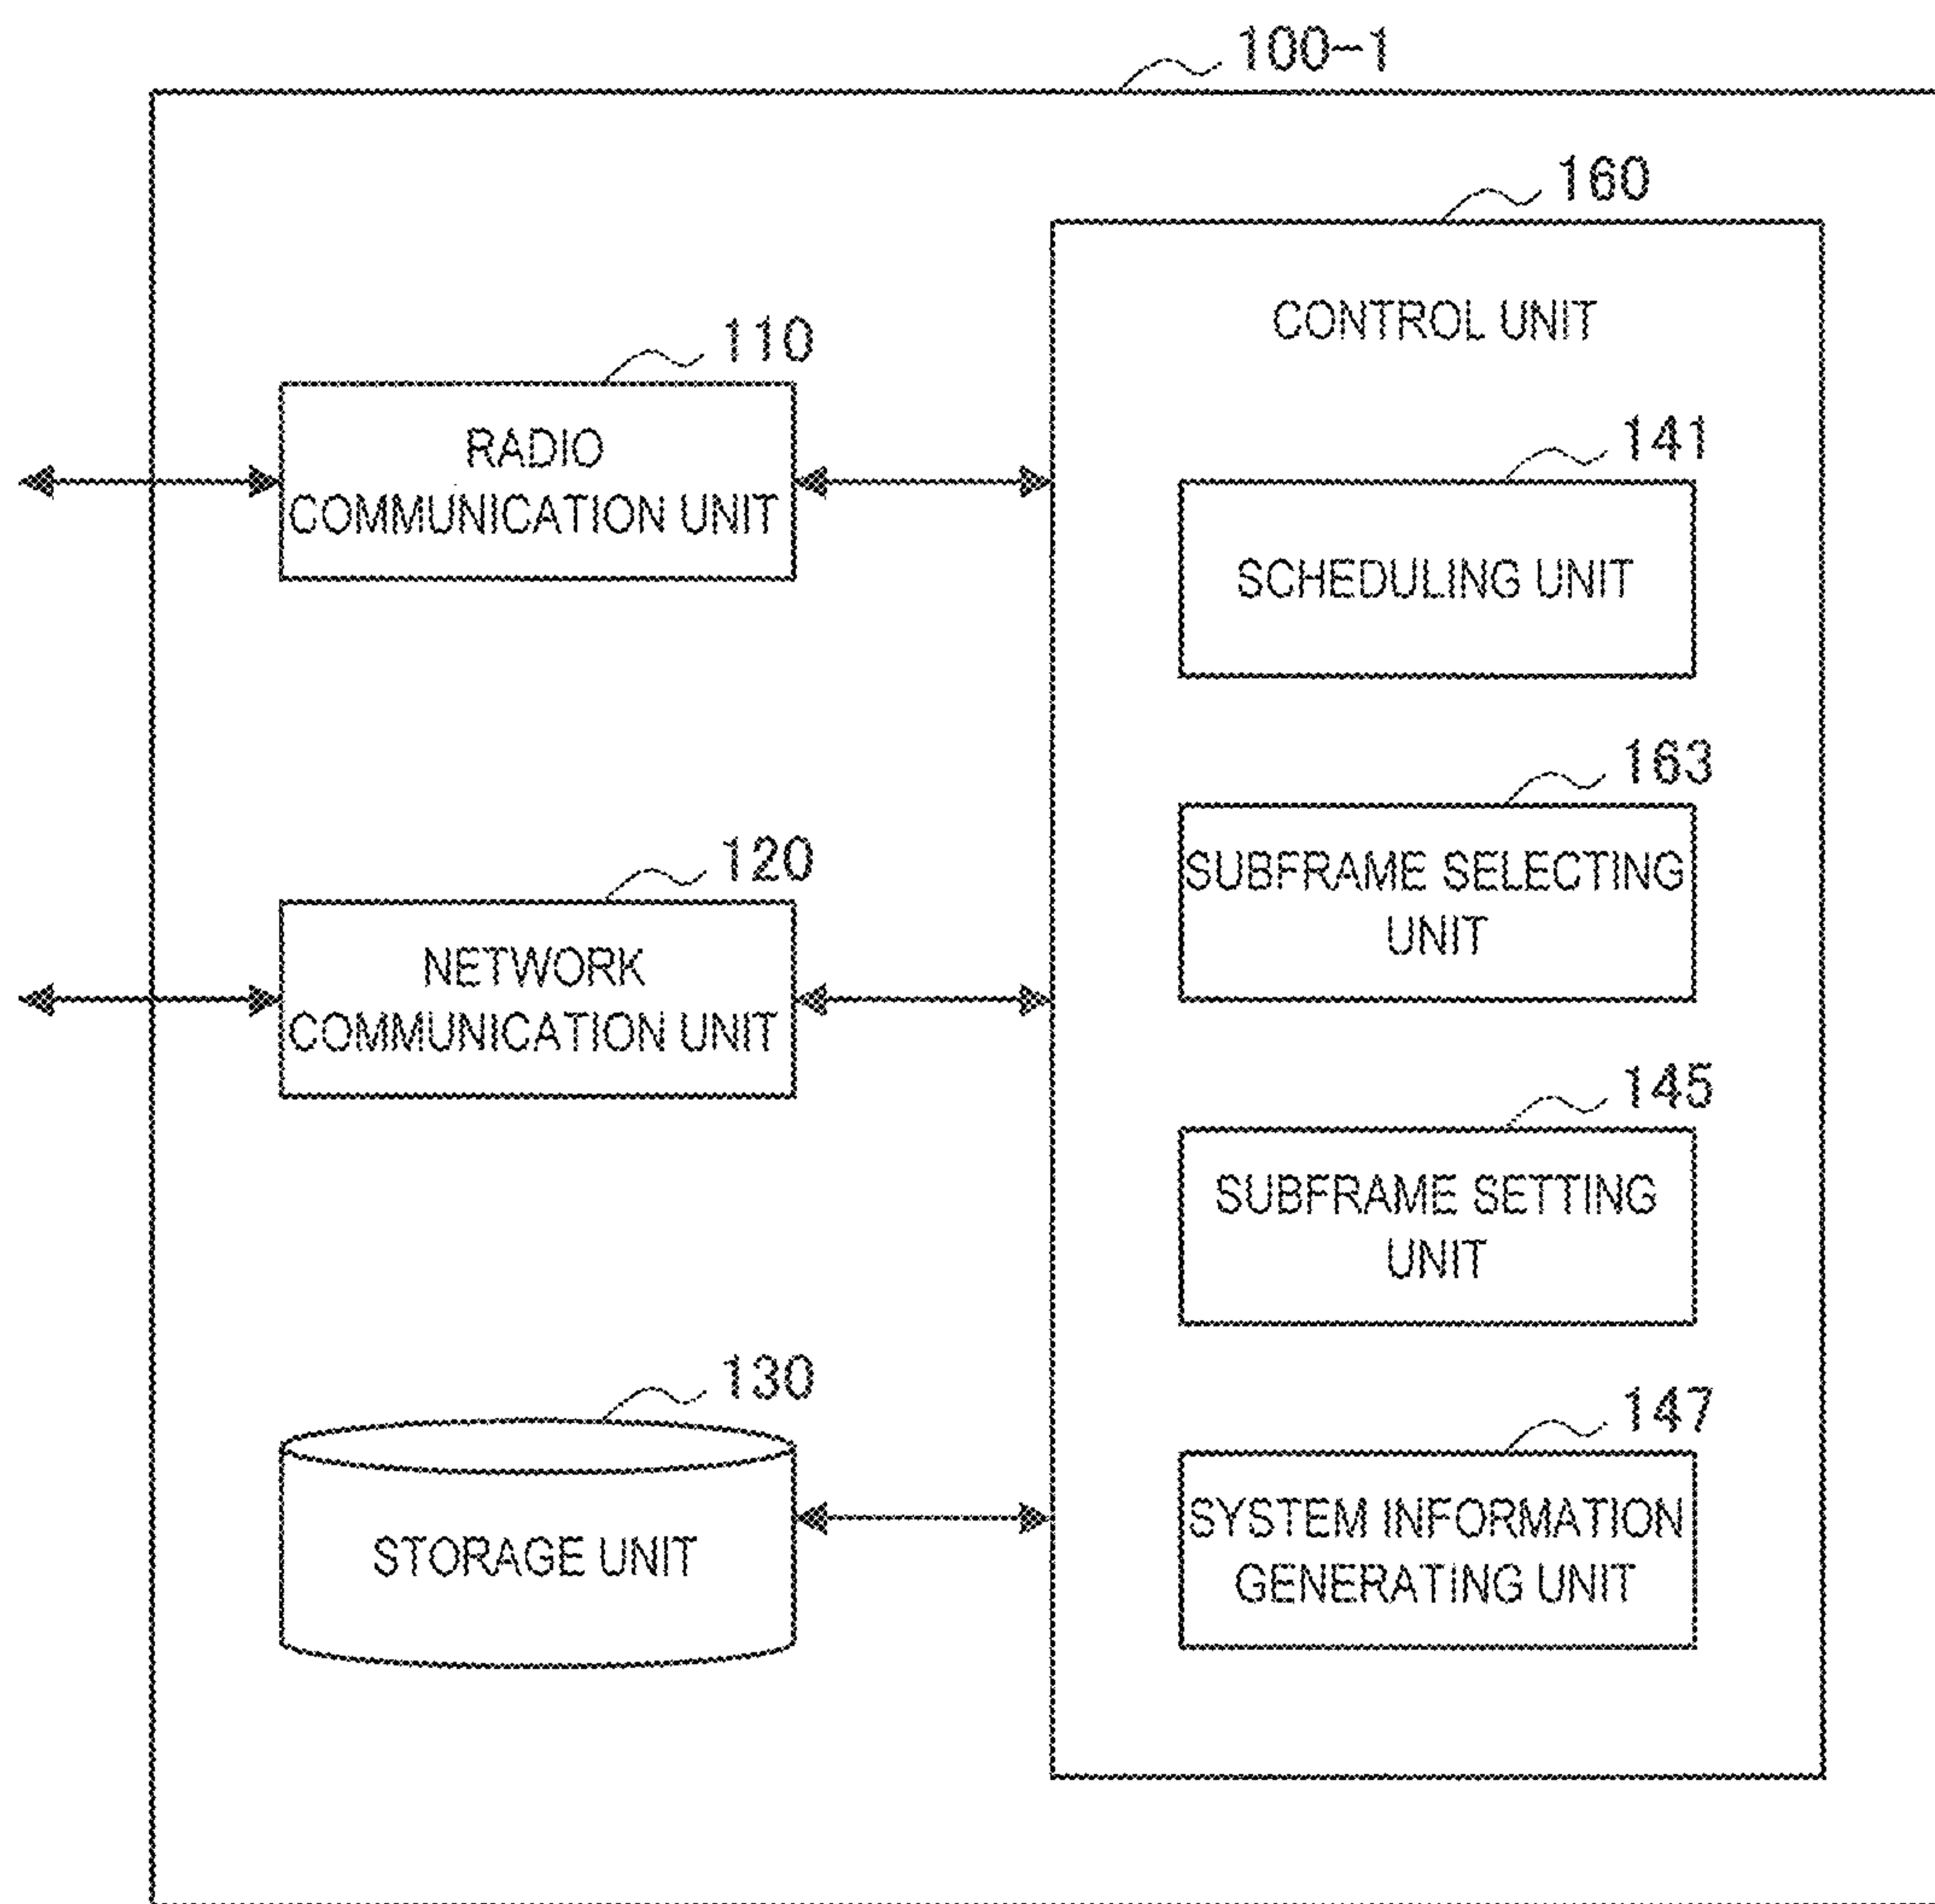 100-1
160
CONTROL UNIT
110
RADIO
COMMUNICATION UNIT
141
SCHEDULING UNIT
163
SUBFRAME SELECTING
UNIT
120
NETWORK
COMMUNICATION UNIT
145
SUBFRAME SETTING
UNIT
130
STORAGE UNIT
147
SYSTEM INFORMATION
GENERATING UNIT